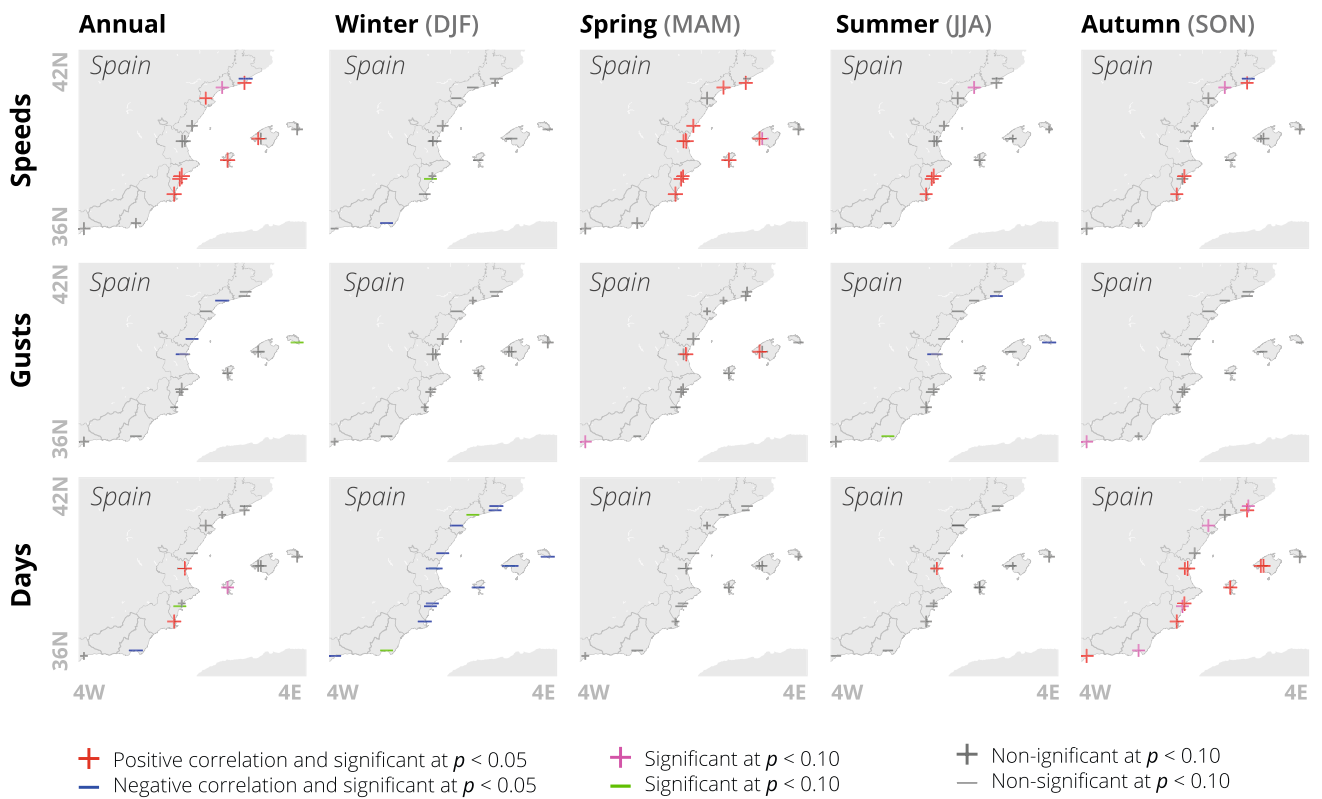 Annual Winter (DJF) Spring (MAM) Summer (JJA) Autumn (SON)
Speeds
42N
36N
Spain Spain Spain Spain Spain
Gusts
42N
36N
Spain Spain Spain Spain Spain
Days
42N
36N
Spain Spain Spain Spain Spain
4W 4E 4W 4E 4W 4E 4W 4E 4W 4E
Positive correlation and significant at p < 0.05 Significant at p < 0.10 Non-ignificant at p < 0.10
Negative correlation and significant at p < 0.05 Significant at p < 0.10 Non-significant at p < 0.10